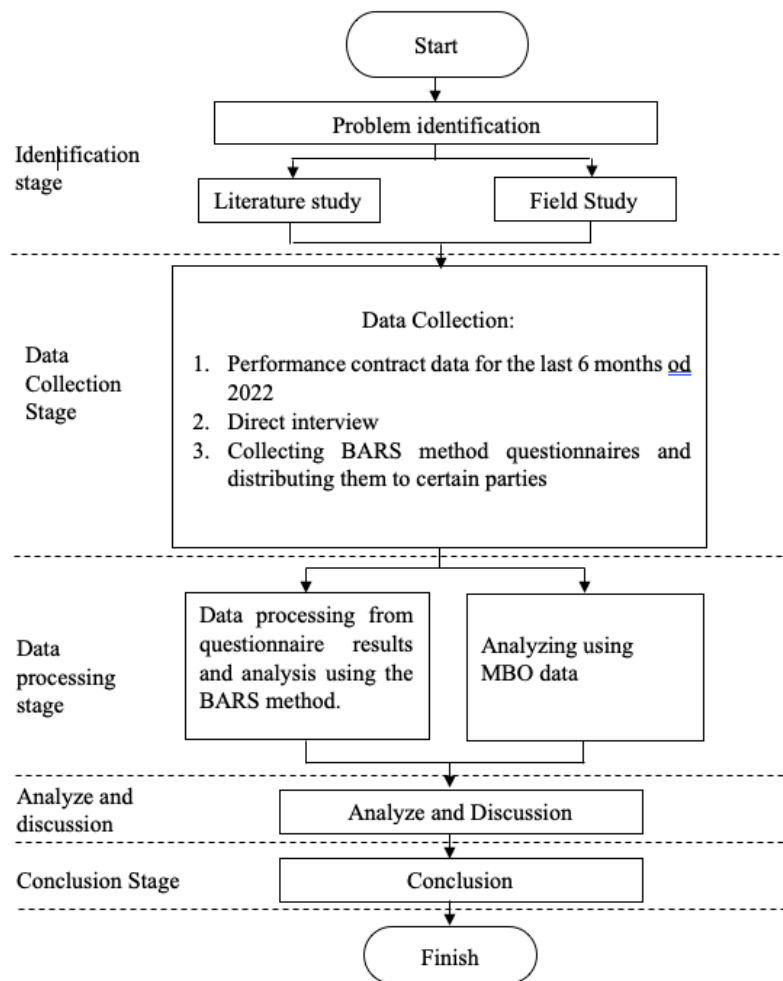 Start
Problem identification
Identification
stage
Literature study
Field Study
Data Collection:
Data
Collection
Stage
1. Performance contract data for the last 6 months od
2022
2. Direct interview
3. Collecting BARS method questionnaires and
distributing them to certain parties
Data
processing
stage
Data processing from
questionnaire results
and analysis using the
BARS method.
Analyzing using
MBO data
Analyze and
discussion
Analyze and Discussion
Conclusion Stage
Conclusion
Finish